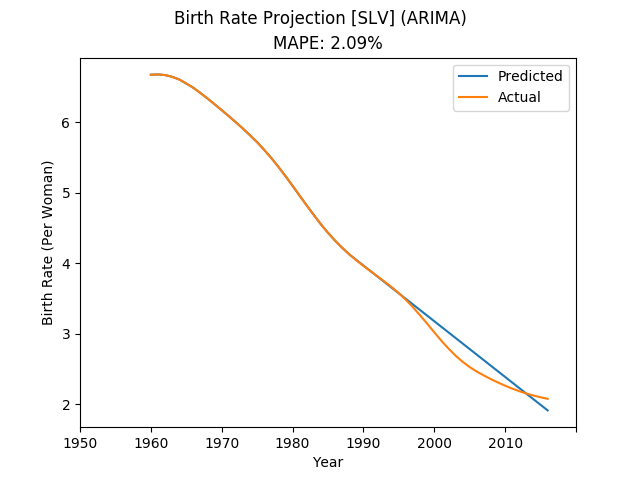 Birth Rate Projection [SLV] (ARIMA)
MAPE: 2.09%
Predicted
Actual
Birth Rate (Per Woman)
6
5
4
3
2
1950 1960 1970 1980 1990 2000 2010
Year